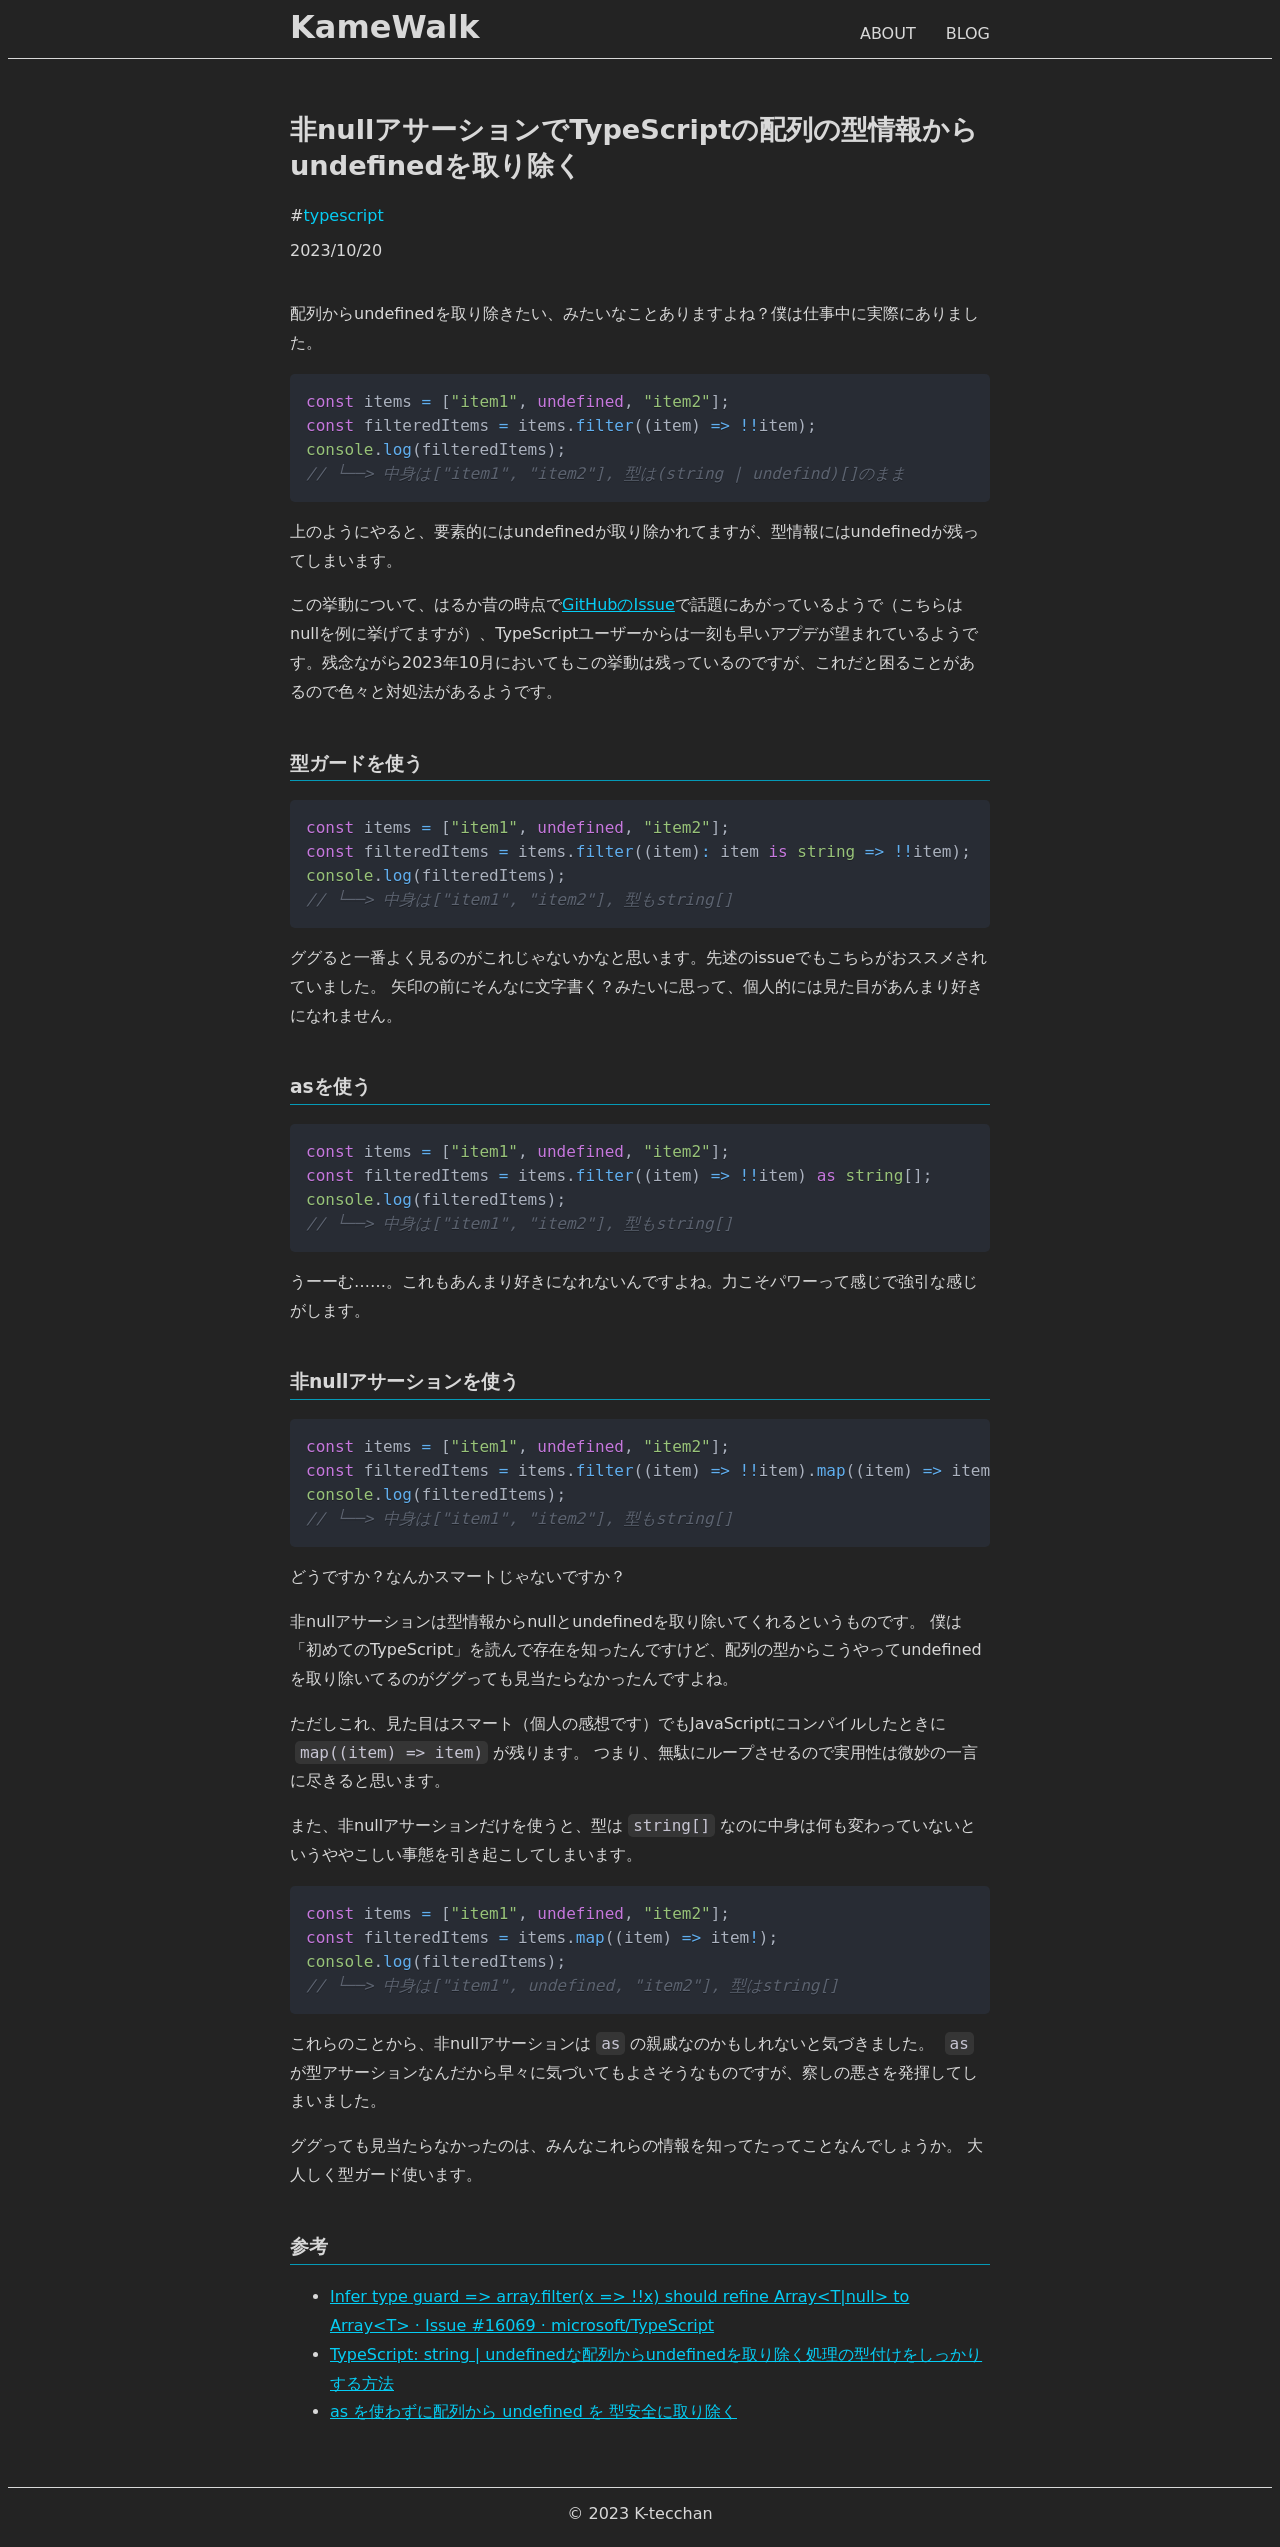 KameWalk
ABOUT BLOG
非nullアサーションでTypeScriptの配列の型情報から
undefinedを取り除く
#typescript
2023/10/20
配列からundefinedを取り除きたい、みたいなことありますよね？僕は仕事中に実際にありまし
た。
const items = ["item1", undefined, "item2"];
const filteredItems = items.filter((item) => !!item);
console.log(filteredItems);
// └──> 中身は["item1", "item2"], 型は(string | undefind)[]のまま
上のようにやると、要素的にはundefinedが取り除かれてますが、型情報にはundefinedが残っ
てしまいます。
この挙動について、はるか昔の時点でGitHubのIssueで話題にあがっているようで（こちらは
nullを例に挙げてますが）、TypeScriptユーザーからは一刻も早いアプデが望まれているようで
す。残念ながら2023年10月においてもこの挙動は残っているのですが、これだと困ることがあ
るので色々と対処法があるようです。
型ガードを使う
const items = ["item1", undefined, "item2"];
const filteredItems = items.filter((item): item is string => !!item);
console.log(filteredItems);
// └──> 中身は["item1", "item2"], 型もstring[]
ググると一番よく見るのがこれじゃないかなと思います。先述のissueでもこちらがおススメされ
ていました。 矢印の前にそんなに文字書く？みたいに思って、個人的には見た目があんまり好き
になれません。
asを使う
const items = ["item1", undefined, "item2"];
const filteredItems = items.filter((item) => !!item) as string[];
console.log(filteredItems);
// └──> 中身は["item1", "item2"], 型もstring[]
うーーむ……。これもあんまり好きになれないんですよね。力こそパワーって感じで強引な感じ
がします。
非nullアサーションを使う
const items = ["item1", undefined, "item2"];
const filteredItems = items.filter((item) => !!item).map((item) => item
console.log(filteredItems);
// └──> 中身は["item1", "item2"], 型もstring[]
どうですか？なんかスマートじゃないですか？
非nullアサーションは型情報からnullとundefinedを取り除いてくれるというものです。 僕は
「初めてのTypeScript」を読んで存在を知ったんですけど、配列の型からこうやってundefined
を取り除いてるのがググっても見当たらなかったんですよね。
ただしこれ、見た目はスマート（個人の感想です）でもJavaScriptにコンパイルしたときに
map((item) => item) が残ります。 つまり、無駄にループさせるので実用性は微妙の一言
に尽きると思います。
また、非nullアサーションだけを使うと、型は string[] なのに中身は何も変わっていないと
いうややこしい事態を引き起こしてしまいます。
const items = ["item1", undefined, "item2"];
const filteredItems = items.map((item) => item!);
console.log(filteredItems);
// └──> 中身は["item1", undefined, "item2"], 型はstring[]
これらのことから、非nullアサーションは as の親戚なのかもしれないと気づきました。 as
が型アサーションなんだから早々に気づいてもよさそうなものですが、察しの悪さを発揮してし
まいました。
ググっても見当たらなかったのは、みんなこれらの情報を知ってたってことなんでしょうか。 大
人しく型ガード使います。
参考
• Infer type guard => array.filter(x => !!x) should refine Array<T|null> to
Array<T> · Issue #16069 · microsoft/TypeScript
• TypeScript: string | undefinedな配列からundefinedを取り除く処理の型付けをしっかり
する方法
• as を使わずに配列から undefined を 型安全に取り除く
© 2023 K-tecchan